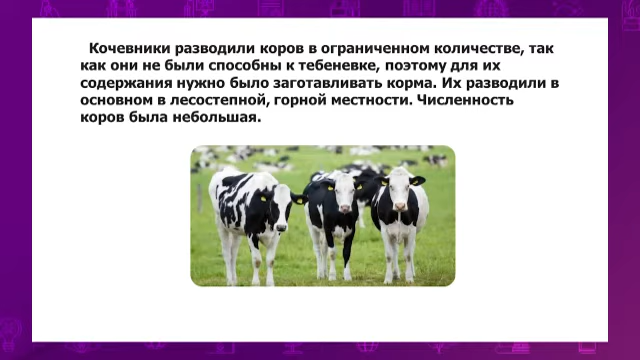 Кочевники разводили коров в ограниченном количестве, так
как они не были способны к тебеневке, поэтому для их
содержания нужно было заготавливать корма. Их разводили в
основном в лесостепной, горной местности. Численность
коров была небольшая.